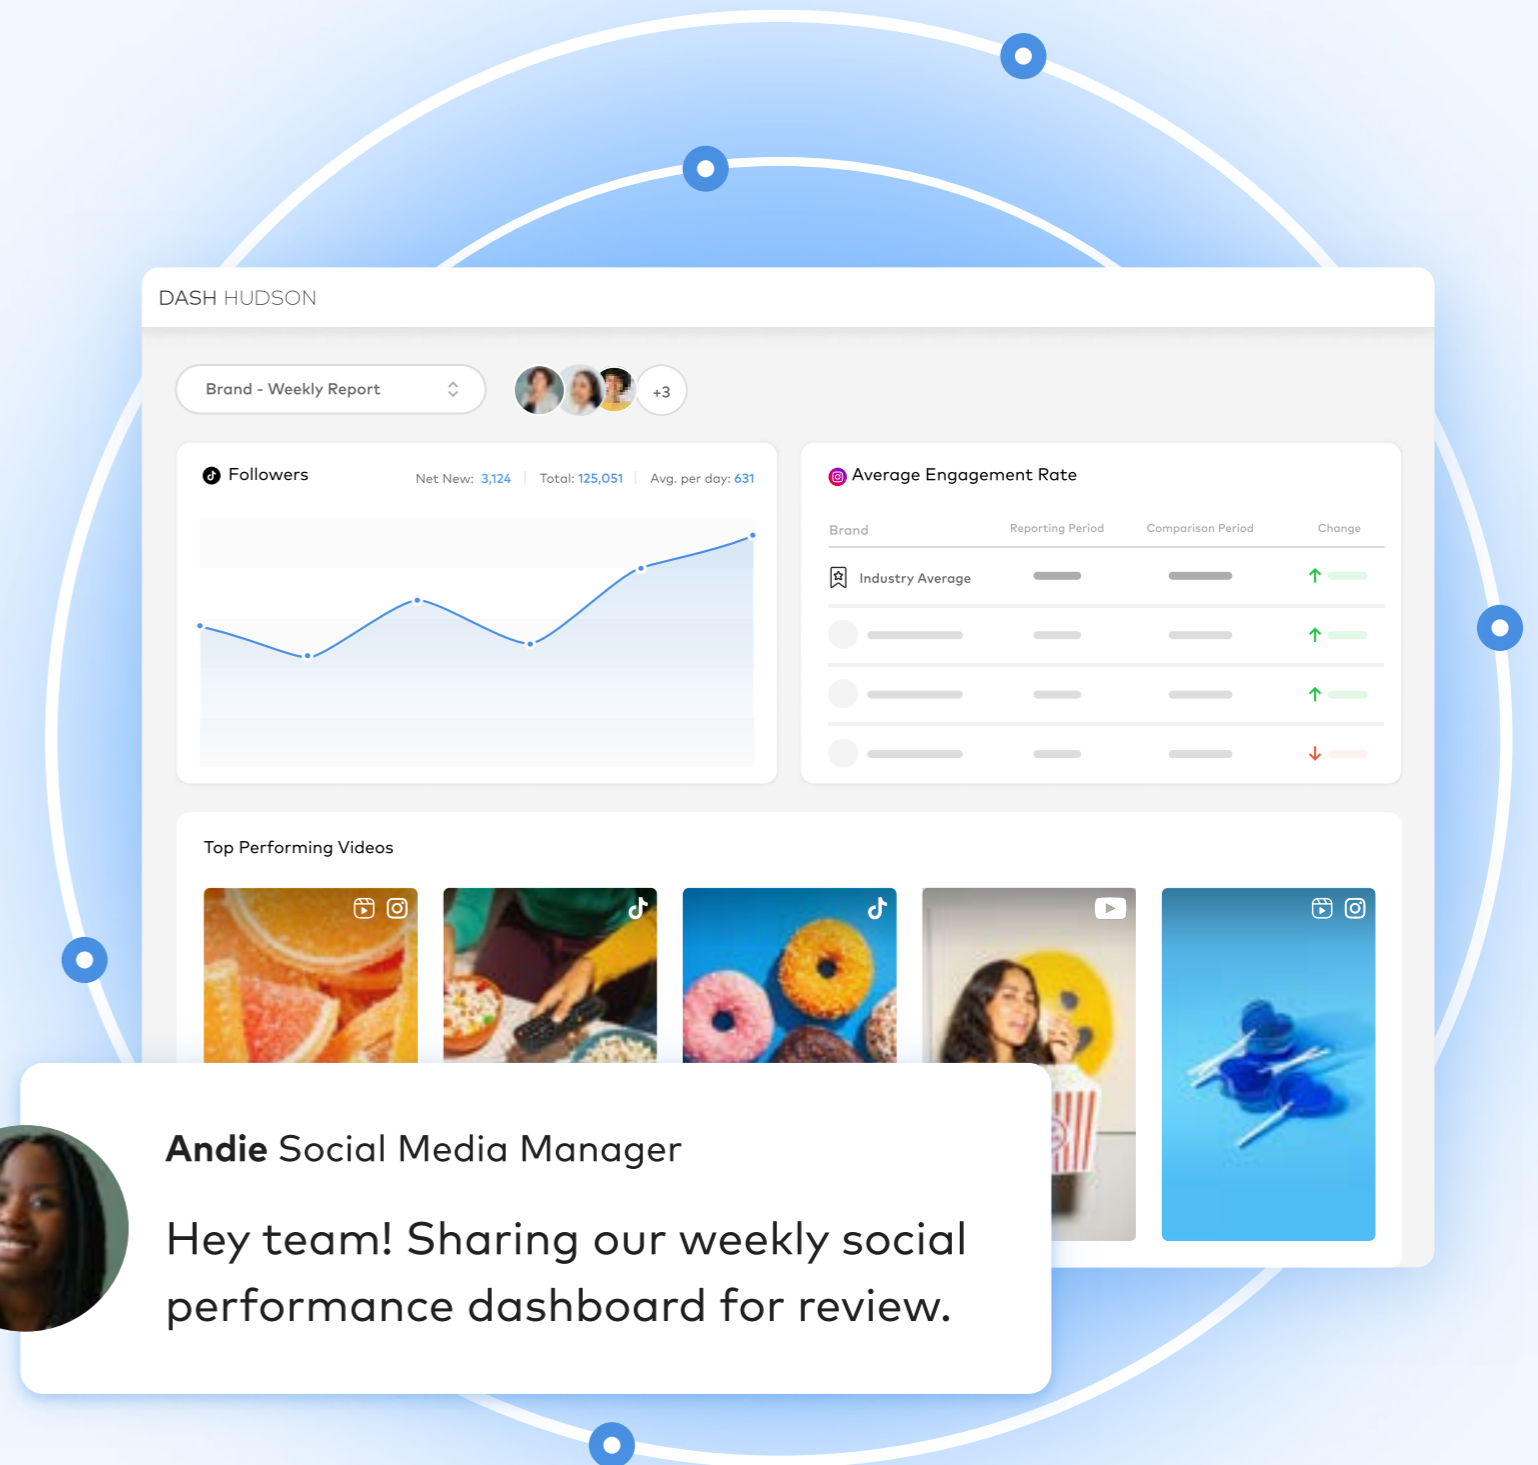 DASH HUDSON
Brand - Weekly Report
+3
Followers
Net New: 3,124
Total: 125,051
Avg. per day: 631
Average Engagement Rate
Brand
Reporting Period
Comparison Period
Change
Industry Average
Top Performing Videos
Andie Social Media Manager
Hey team! Sharing our weekly social
performance dashboard for review.